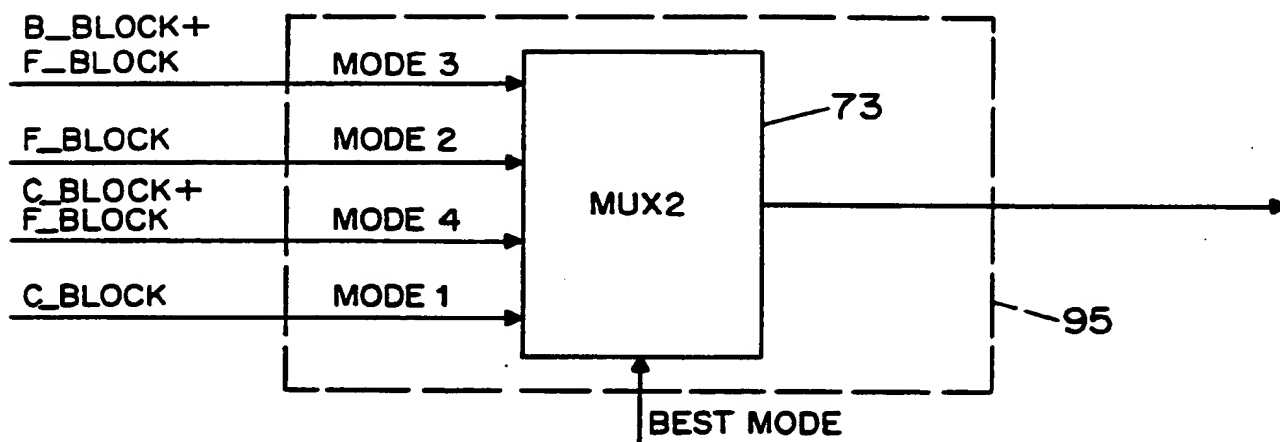 B_BLOCK+
F_BLOCK
MODE 3
73
F_BLOCK
MODE 2
C_BLOCK+
F_BLOCK
MODE 4
MUX2
C_BLOCK
MODE 1
95
BEST MODE